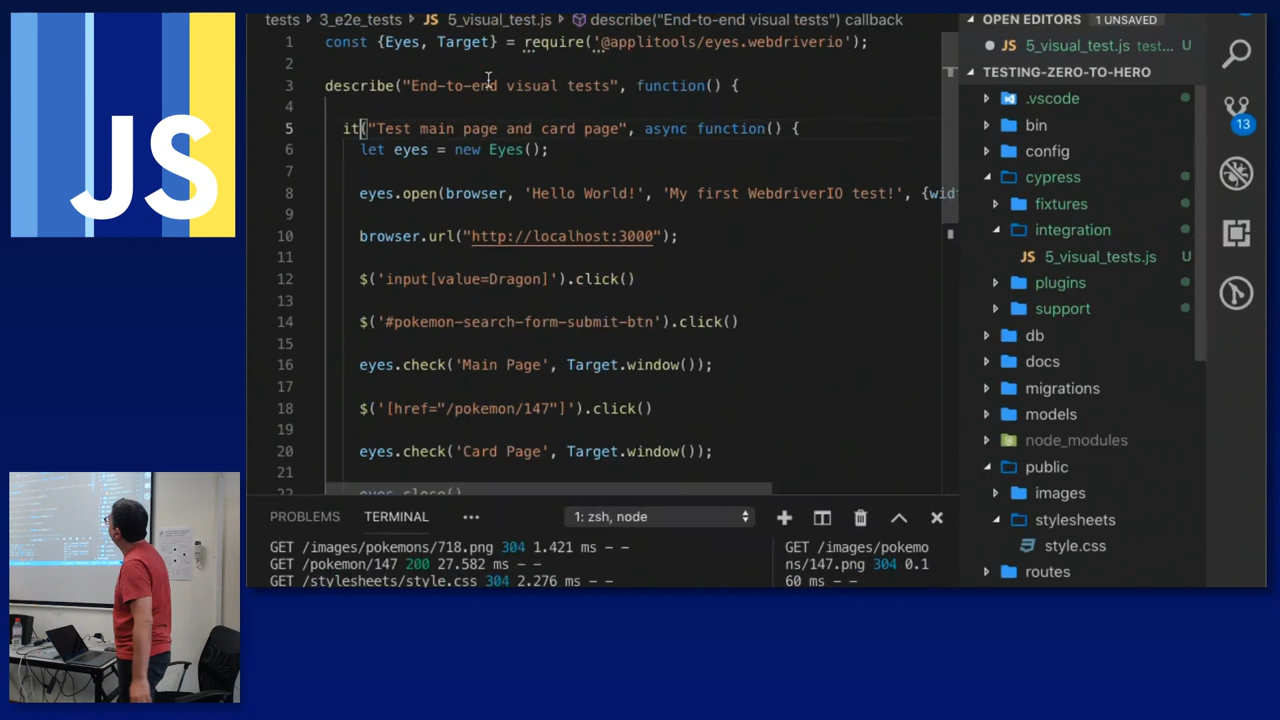 JS
tests 3_e2e_tests JS 5_visual_test.js describe("End-to-end visual tests") callback
1 const {Eyes, Target} = require('@applitools/eyes.webdriverio');
2
3 describe("End-to-end visual tests", function() {
4
5 it("Test main page and card page", async function() {
6 let eyes = new Eyes();
7
8 eyes.open(browser, 'Hello World!', 'My first WebdriverIO test!', {widt
9
10 browser.url("http://localhost:3000");
11
12 $('input[value=Dragon]').click()
13
14 $('#pokemon-search-form-submit-btn').click()
15
16 eyes.check('Main Page', Target.window());
17
18 $('[href="/pokemon/147"]').click()
19
20 eyes.check('Card Page', Target.window());
21
22 eyes.close()
PROBLEMS TERMINAL ••• 1: zsh, node
GET /images/pokemons/718.png 304 1.421 ms - -
GET /pokemon/147 200 27.582 ms - -
GET /stylesheets/style.css 304 2.276 ms - -
GET /images/pokemo
ns/147.png 304 0.1
60 ms - -
OPEN EDITORS 1 UNSAVED
JS 5_visual_test.js test... U
TESTING-ZERO-TO-HERO
.vscode
bin
config
cypress
fixtures
integration
JS 5_visual_tests.js U
plugins
support
db
docs
migrations
models
node_modules
public
images
stylesheets
style.css
routes
13